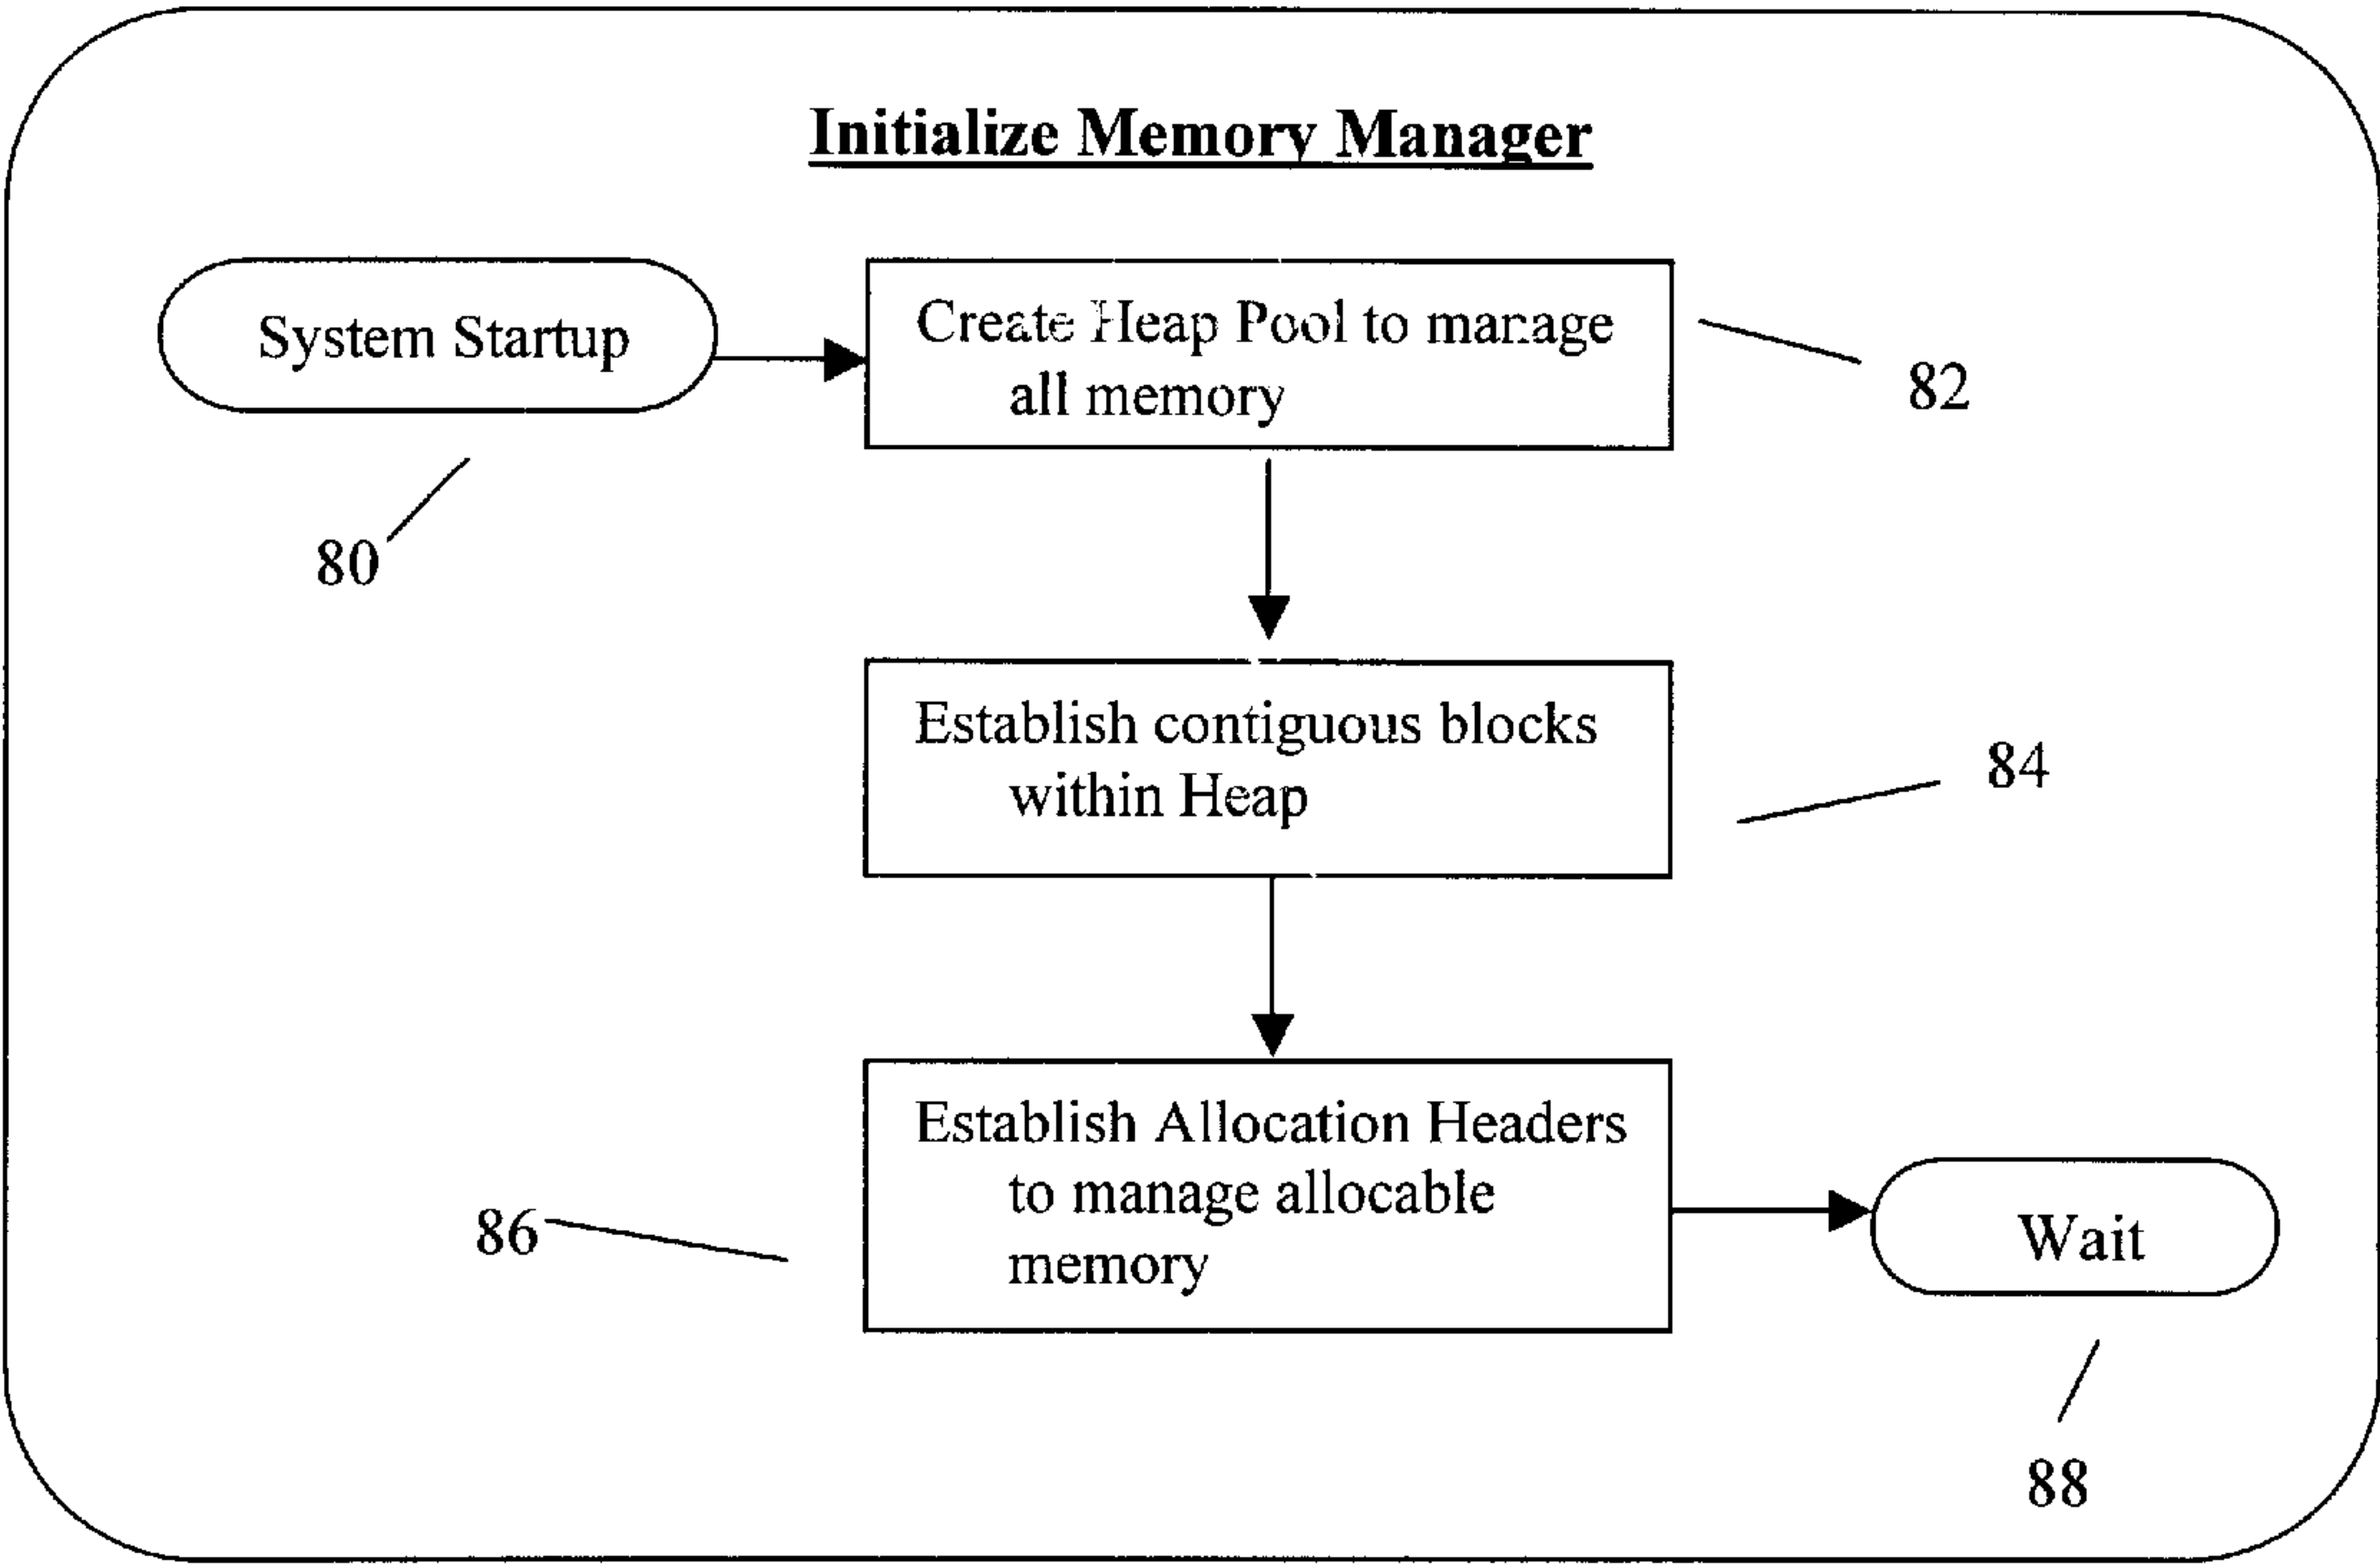 Initialize Memory Manager
System Startup
Create Heap Pool to manage
all memory
82
80
Establish contiguous blocks
within Heap
84
Establish Allocation Headers
to manage allocable
memory
86
Wait
88